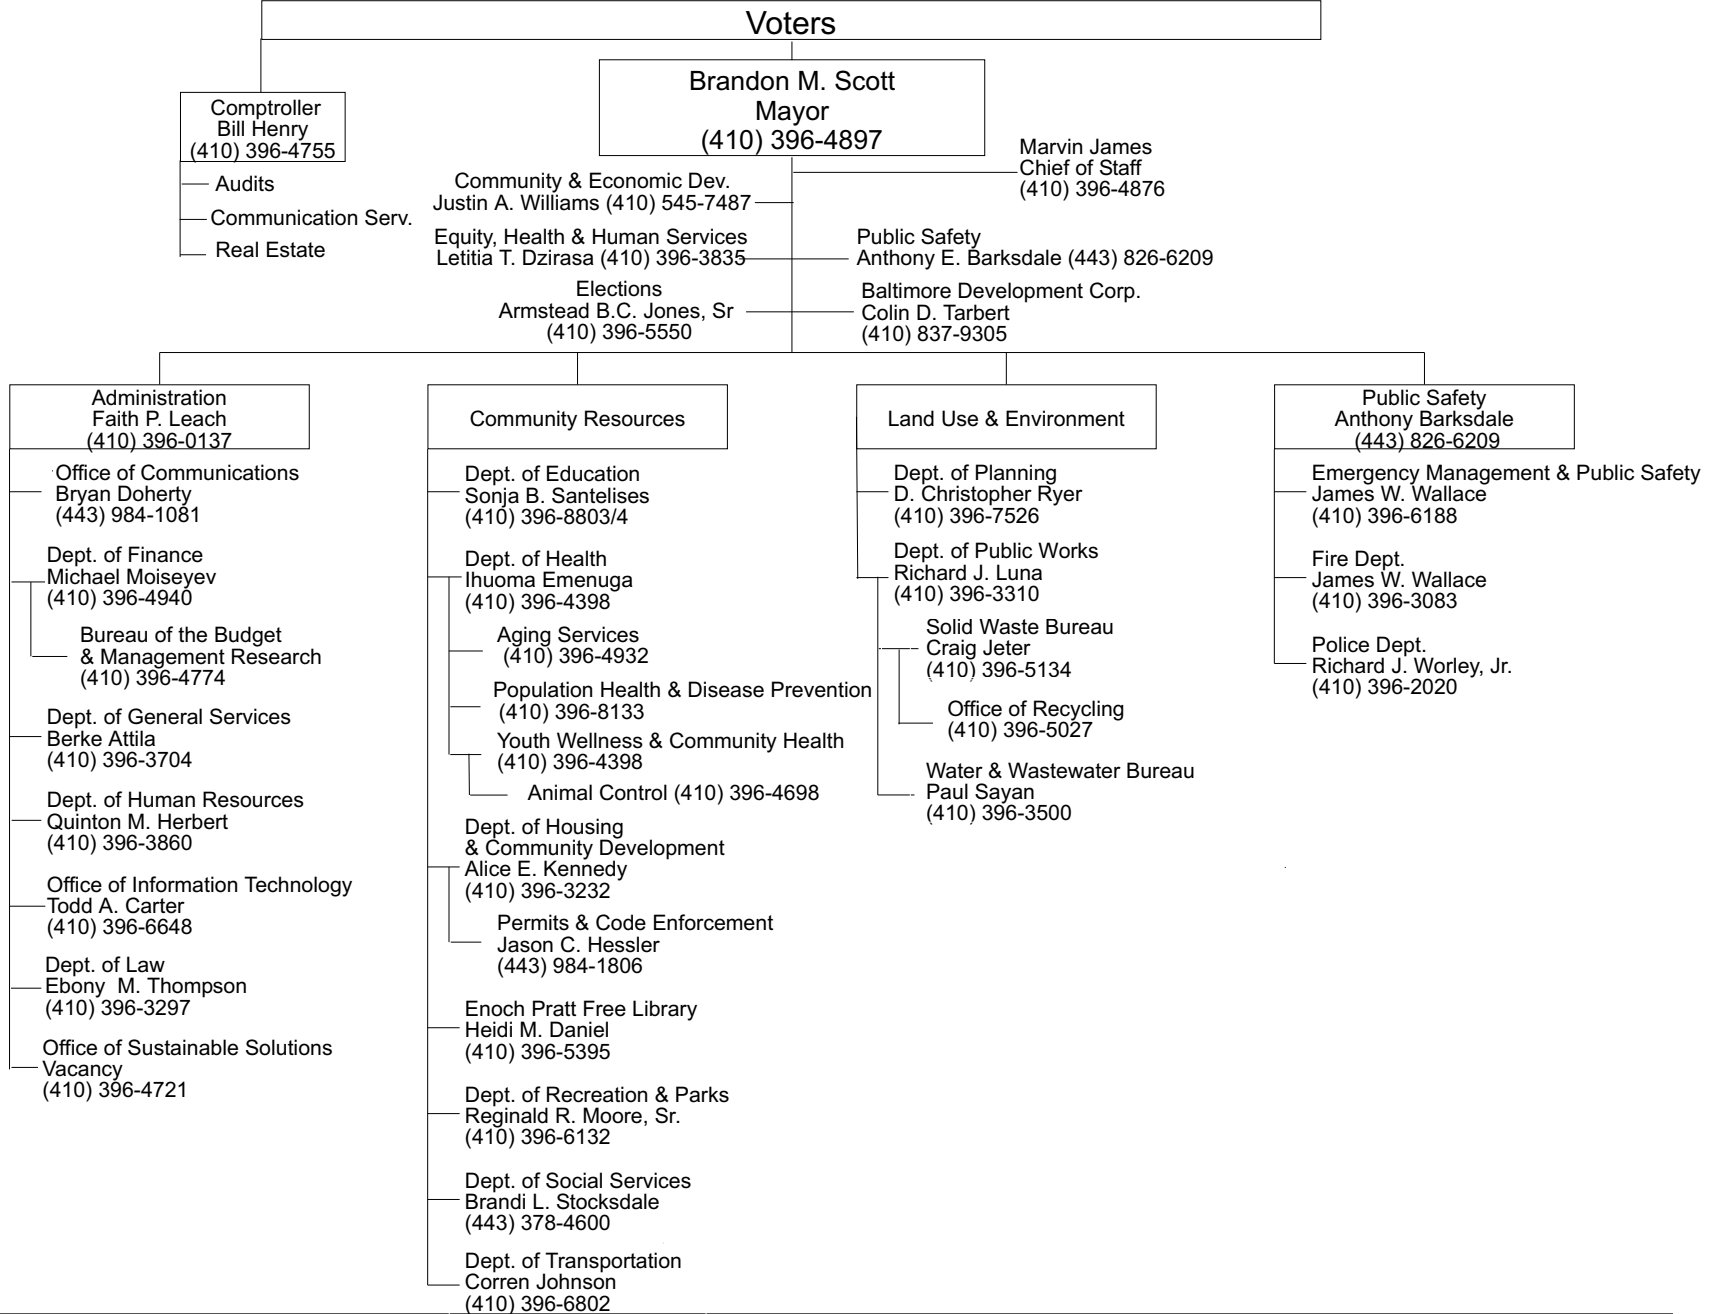 Voters
Brandon M. Scott
Mayor
(410) 396-4897
Comptroller
Bill Henry
(410) 396-4755
Audits
Communication Serv.
Real Estate
Marvin James
Chief of Staff
(410) 396-4876
Community & Economic Dev.
Justin A. Williams (410) 545-7487
Equity, Health & Human Services
Letitia T. Dzirasa (410) 396-3835
Public Safety
Anthony E. Barksdale (443) 826-6209
Elections
Armstead B.C. Jones, Sr
(410) 396-5550
Baltimore Development Corp.
Colin D. Tarbert
(410) 837-9305
Administration
Faith P. Leach
(410) 396-0137
Office of Communications
Bryan Doherty
(443) 984-1081
Dept. of Finance
Michael Moiseyev
(410) 396-4940
Bureau of the Budget
& Management Research
(410) 396-4774
Dept. of General Services
Berke Attila
(410) 396-3704
Dept. of Human Resources
Quinton M. Herbert
(410) 396-3860
Office of Information Technology
Todd A. Carter
(410) 396-6648
Dept. of Law
Ebony M. Thompson
(410) 396-3297
Office of Sustainable Solutions
Vacancy
(410) 396-4721
Community Resources
Dept. of Education
Sonja B. Santelises
(410) 396-8803/4
Dept. of Health
Ihuoma Emenuga
(410) 396-4398
Aging Services
(410) 396-4932
Population Health & Disease Prevention
(410) 396-8133
Youth Wellness & Community Health
(410) 396-4398
Animal Control (410) 396-4698
Dept. of Housing
& Community Development
Alice E. Kennedy
(410) 396-3232
Permits & Code Enforcement
Jason C. Hessler
(443) 984-1806
Enoch Pratt Free Library
Heidi M. Daniel
(410) 396-5395
Dept. of Recreation & Parks
Reginald R. Moore, Sr.
(410) 396-6132
Dept. of Social Services
Brandi L. Stocksdale
(443) 378-4600
Dept. of Transportation
Corren Johnson
(410) 396-6802
Land Use & Environment
Dept. of Planning
D. Christopher Ryer
(410) 396-7526
Dept. of Public Works
Richard J. Luna
(410) 396-3310
Solid Waste Bureau
Craig Jeter
(410) 396-5134
Office of Recycling
(410) 396-5027
Water & Wastewater Bureau
Paul Sayan
(410) 396-3500
Public Safety
Anthony Barksdale
(443) 826-6209
Emergency Management & Public Safety
James W. Wallace
(410) 396-6188
Fire Dept.
James W. Wallace
(410) 396-3083
Police Dept.
Richard J. Worley, Jr.
(410) 396-2020